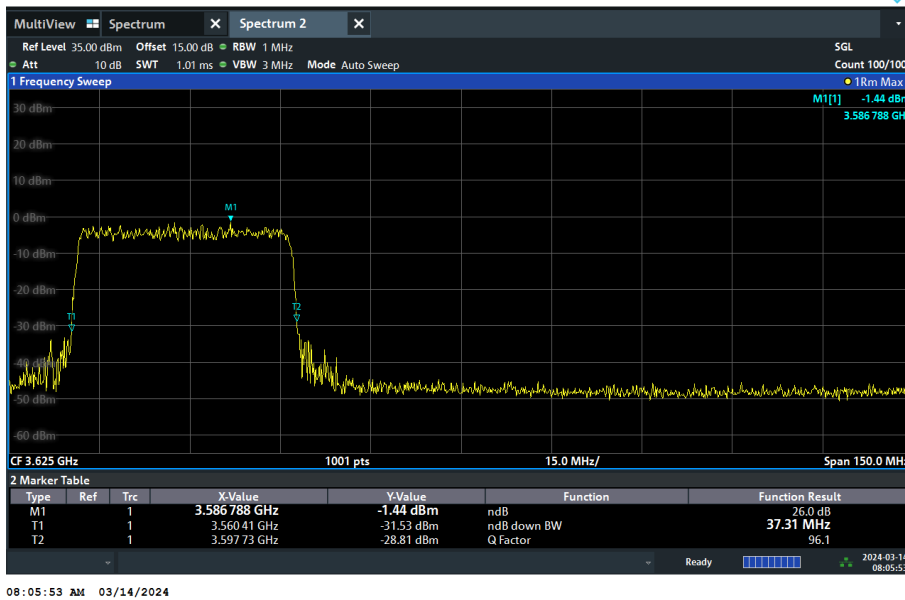 MultiView Spectrum X Spectrum 2 X
Ref Level 35.00 dBm Offset 15.00 dB RBW 1 MHz SGL
Att 10 dB SWT 1.01 ms VBW 3 MHz Mode Auto Sweep Count 100/100
1 Frequency Sweep 1Rm Max
M1[1] -1.44 dBm
3.586 788 GH
30 dBm
20 dBm
10 dBm
M1
0 dBm
-10 dBm
-20 dBm
T2
T1
-30 dBm
-40 dBm
-50 dBm
-60 dBm
CF 3.625 GHz 1001 pts 15.0 MHz/ Span 150.0 MHz
2 Marker Table
Type Ref Trc X-Value Y-Value Function Function Result
M1 1 3.586 788 GHz -1.44 dBm ndB 26.0 dB
T1 1 3.560 41 GHz -31.53 dBm ndB down BW 37.31 MHz
T2 1 3.597 73 GHz -28.81 dBm Q Factor 96.1
Ready 2024-03-14
08:05:53
08:05:53 AM 03/14/2024